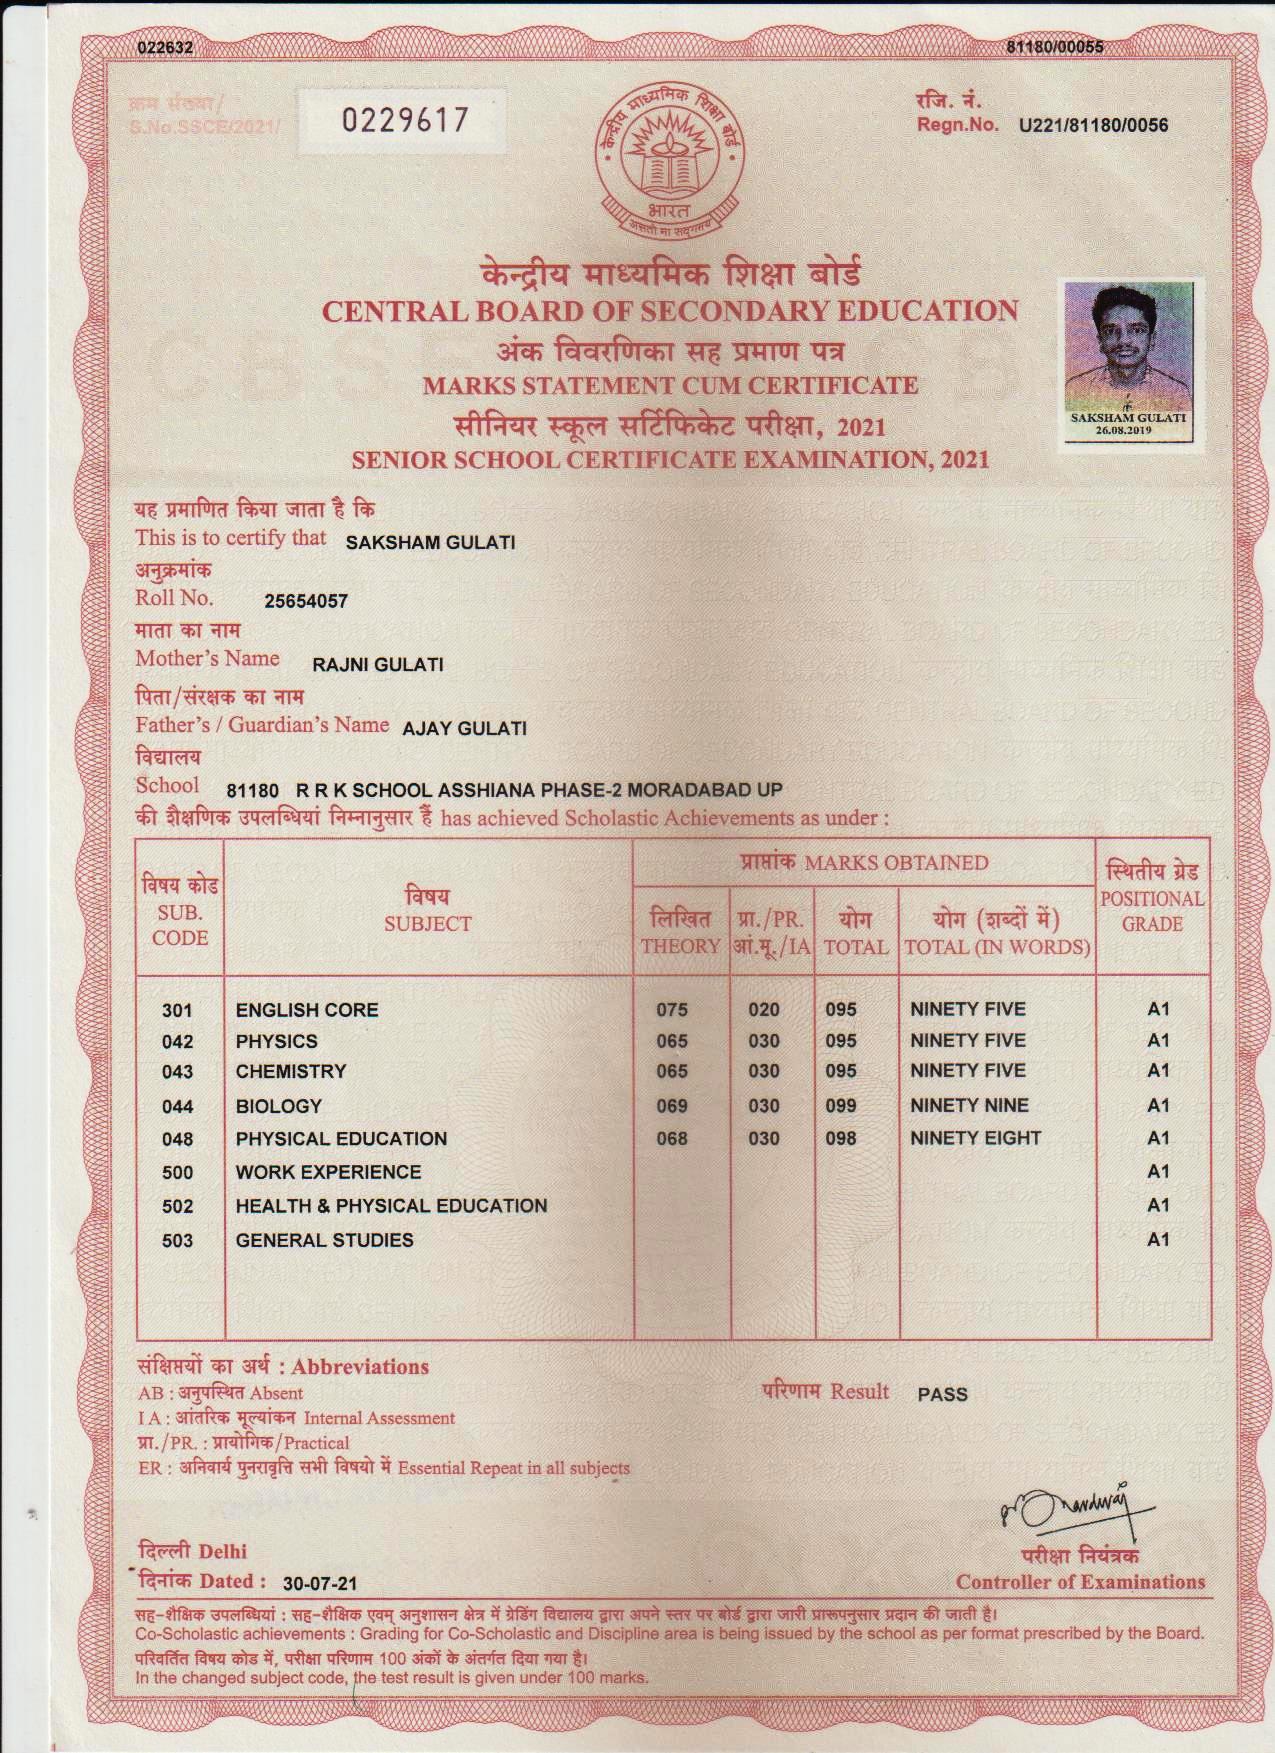 022632
81180/00055
क्रम संख्या/
S.No.SSCE/2021/
0229617
रजि. नं.
Regn.No. U221/81180/0056
केन्द्रीय माध्यमिक शिक्षा बोर्ड
भारत
असतो मा सद्गमय
केन्द्रीय माध्यमिक शिक्षा बोर्ड
CENTRAL BOARD OF SECONDARY EDUCATION
अंक विवरणिका सह प्रमाण पत्र
MARKS STATEMENT CUM CERTIFICATE
सीनियर स्कूल सर्टिफिकेट परीक्षा, 2021
SENIOR SCHOOL CERTIFICATE EXAMINATION, 2021
SAKSHAM GULATI
26.08.2019
यह प्रमाणित किया जाता है कि
This is to certify that SAKSHAM GULATI
अनुक्रमांक
Roll No. 25654057
माता का नाम
Mother's Name RAJNI GULATI
पिता/संरक्षक का नाम
Father's / Guardian's Name AJAY GULATI
विद्यालय
School 81180 R R K SCHOOL ASSHIANA PHASE-2 MORADABAD UP
की शैक्षणिक उपलब्धियां निम्नानुसार हैं has achieved Scholastic Achievements as under :
विषय कोड
SUB.
CODE
विषय
SUBJECT
प्राप्तांक MARKS OBTAINED
लिखित
THEORY
प्रा./PR.
आं.मू./IA
योग
TOTAL
योग (शब्दों में)
TOTAL (IN WORDS)
स्थितीय ग्रेड
POSITIONAL
GRADE
301 ENGLISH CORE 075 020 095 NINETY FIVE A1
042 PHYSICS 065 030 095 NINETY FIVE A1
043 CHEMISTRY 065 030 095 NINETY FIVE A1
044 BIOLOGY 069 030 099 NINETY NINE A1
048 PHYSICAL EDUCATION 068 030 098 NINETY EIGHT A1
500 WORK EXPERIENCE A1
502 HEALTH & PHYSICAL EDUCATION A1
503 GENERAL STUDIES A1
संक्षिप्तयों का अर्थ : Abbreviations
AB : अनुपस्थित Absent
I A : आंतरिक मूल्यांकन Internal Assessment
प्रा./PR. : प्रायोगिक/Practical
ER : अनिवार्य पुनरावृत्ति सभी विषयो में Essential Repeat in all subjects
परिणाम Result PASS
दिल्ली Delhi
दिनांक Dated : 30-07-21
परीक्षा नियंत्रक
Controller of Examinations
सह-शैक्षिक उपलब्धियां : सह-शैक्षिक एवम् अनुशासन क्षेत्र में ग्रेडिंग विद्यालय द्वारा अपने स्तर पर बोर्ड द्वारा जारी प्रारूपनुसार प्रदान की जाती है।
Co-Scholastic achievements : Grading for Co-Scholastic and Discipline area is being issued by the school as per format prescribed by the Board.
परिवर्तित विषय कोड में, परीक्षा परिणाम 100 अंकों के अंतर्गत दिया गया है।
In the changed subject code, the test result is given under 100 marks.